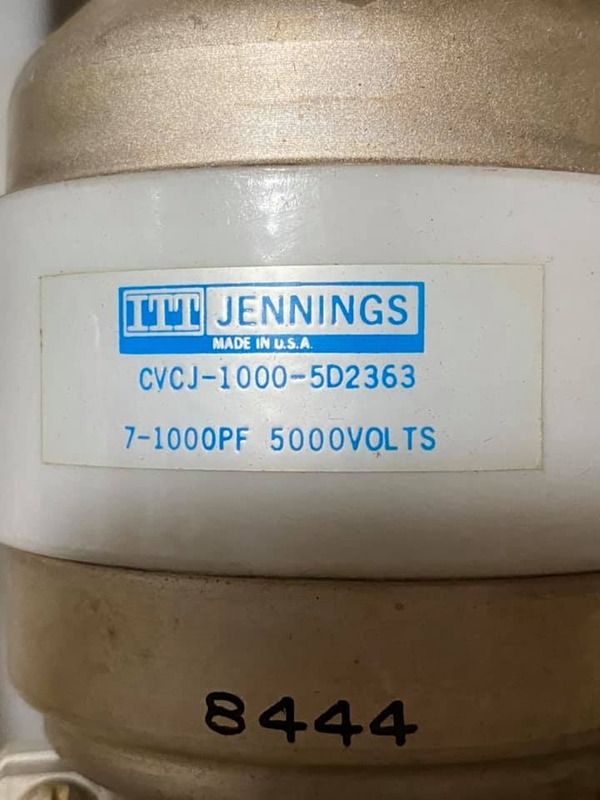 ITT JENNINGS
MADE IN U.S.A.
CVCJ-1000-5D2363
7-1000PF 5000VOLTS
8444